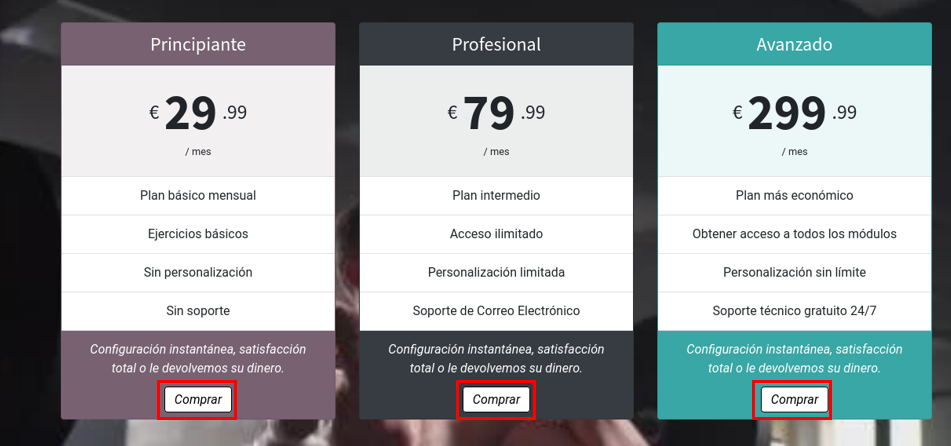 Principiante
€ 29 .99
/ mes
Plan básico mensual
Ejercicios básicos
Sin personalización
Sin soporte
Configuración instantánea, satisfacción
total o le devolvemos su dinero.
Comprar
Profesional
€ 79 .99
/ mes
Plan intermedio
Acceso ilimitado
Personalización limitada
Soporte de Correo Electrónico
Configuración instantánea, satisfacción
total o le devolvemos su dinero.
Comprar
Avanzado
€ 299 .99
/ mes
Plan más económico
Obtener acceso a todos los módulos
Personalización sin límite
Soporte técnico gratuito 24/7
Configuración instantánea, satisfacción
total o le devolvemos su dinero.
Comprar